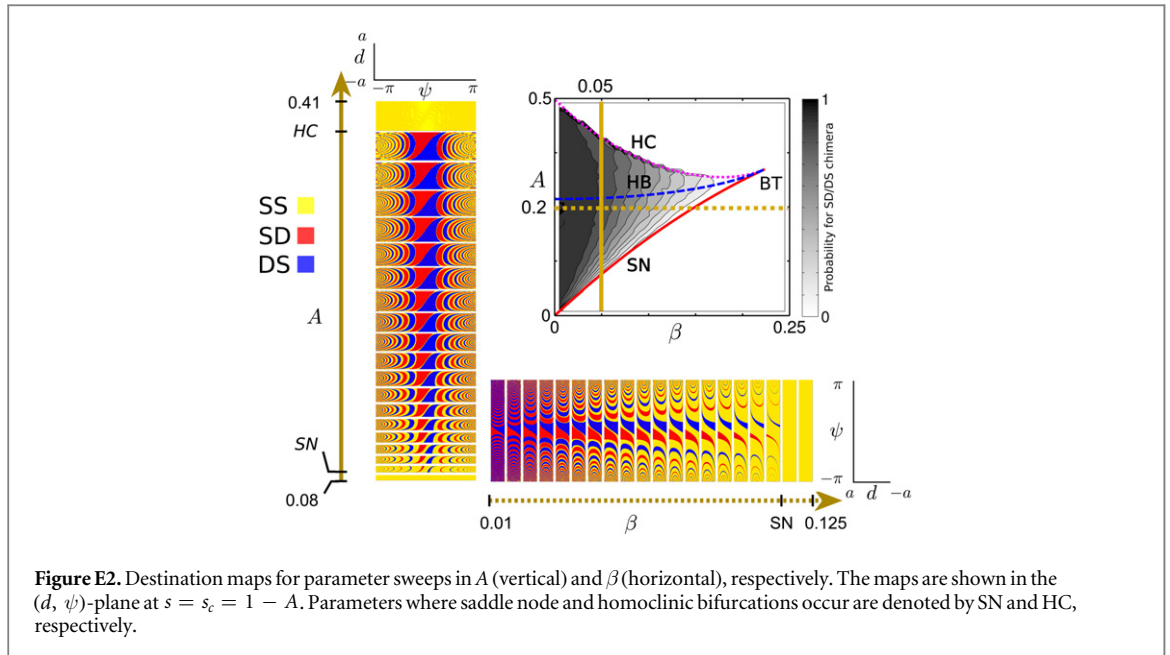 a
d
-a
−π ψ π
0.41
HC
SS
SD
DS
A
SN
0.08
0.05
0.5
A
0.2
0
HC
HB
BT
SN
0 β 0.25
1
Probability for SD/DS chimera
0
π
ψ
−π
a d −a
0.01 β SN 0.125
Figure E2. Destination maps for parameter sweeps in A (vertical) and β (horizontal), respectively. The maps are shown in the
(d, ψ)-plane at s = s_c = 1 − A. Parameters where saddle node and homoclinic bifurcations occur are denoted by SN and HC,
respectively.